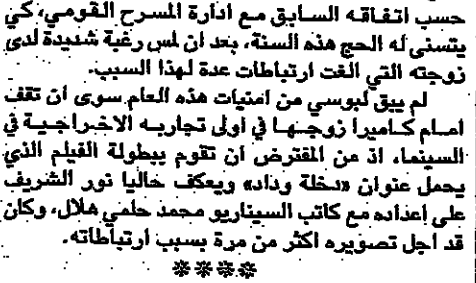 حسب اتفاقه السابق مع ادارة المسرح القومي، كي
يتسنى له الحج هذه السنة، بعد ان لمس رغبة شديدة لدى
زوجته التي الغت ارتباطات عدة لهذا السبب.
لم يبق لبوسي من امنيات هذه العام سوى ان تقف
امام كاميرا زوجها في اولى تجاربه الاخراجية في
السينما، اذ من المفترض ان تقوم ببطولة الفيلم الذي
يحمل عنوان «دخلة وداد» ويعكف حاليا نور الشريف
على اعداده مع كاتب السيناريو محمد حلمي هلال، وكان
قد اجل تصويره اكثر من مرة بسبب ارتباطاته.
****